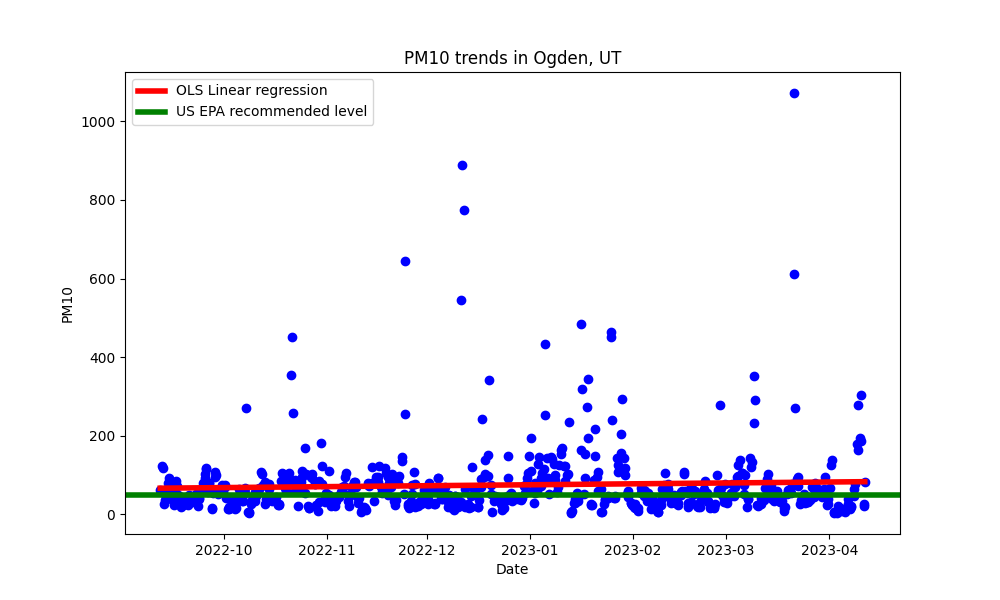 PM10 trends in Ogden, UT
OLS Linear regression
US EPA recommended level
1000
800
600
400
200
0
PM10
2022-10
2022-11
2022-12
2023-01
2023-02
2023-03
2023-04
Date